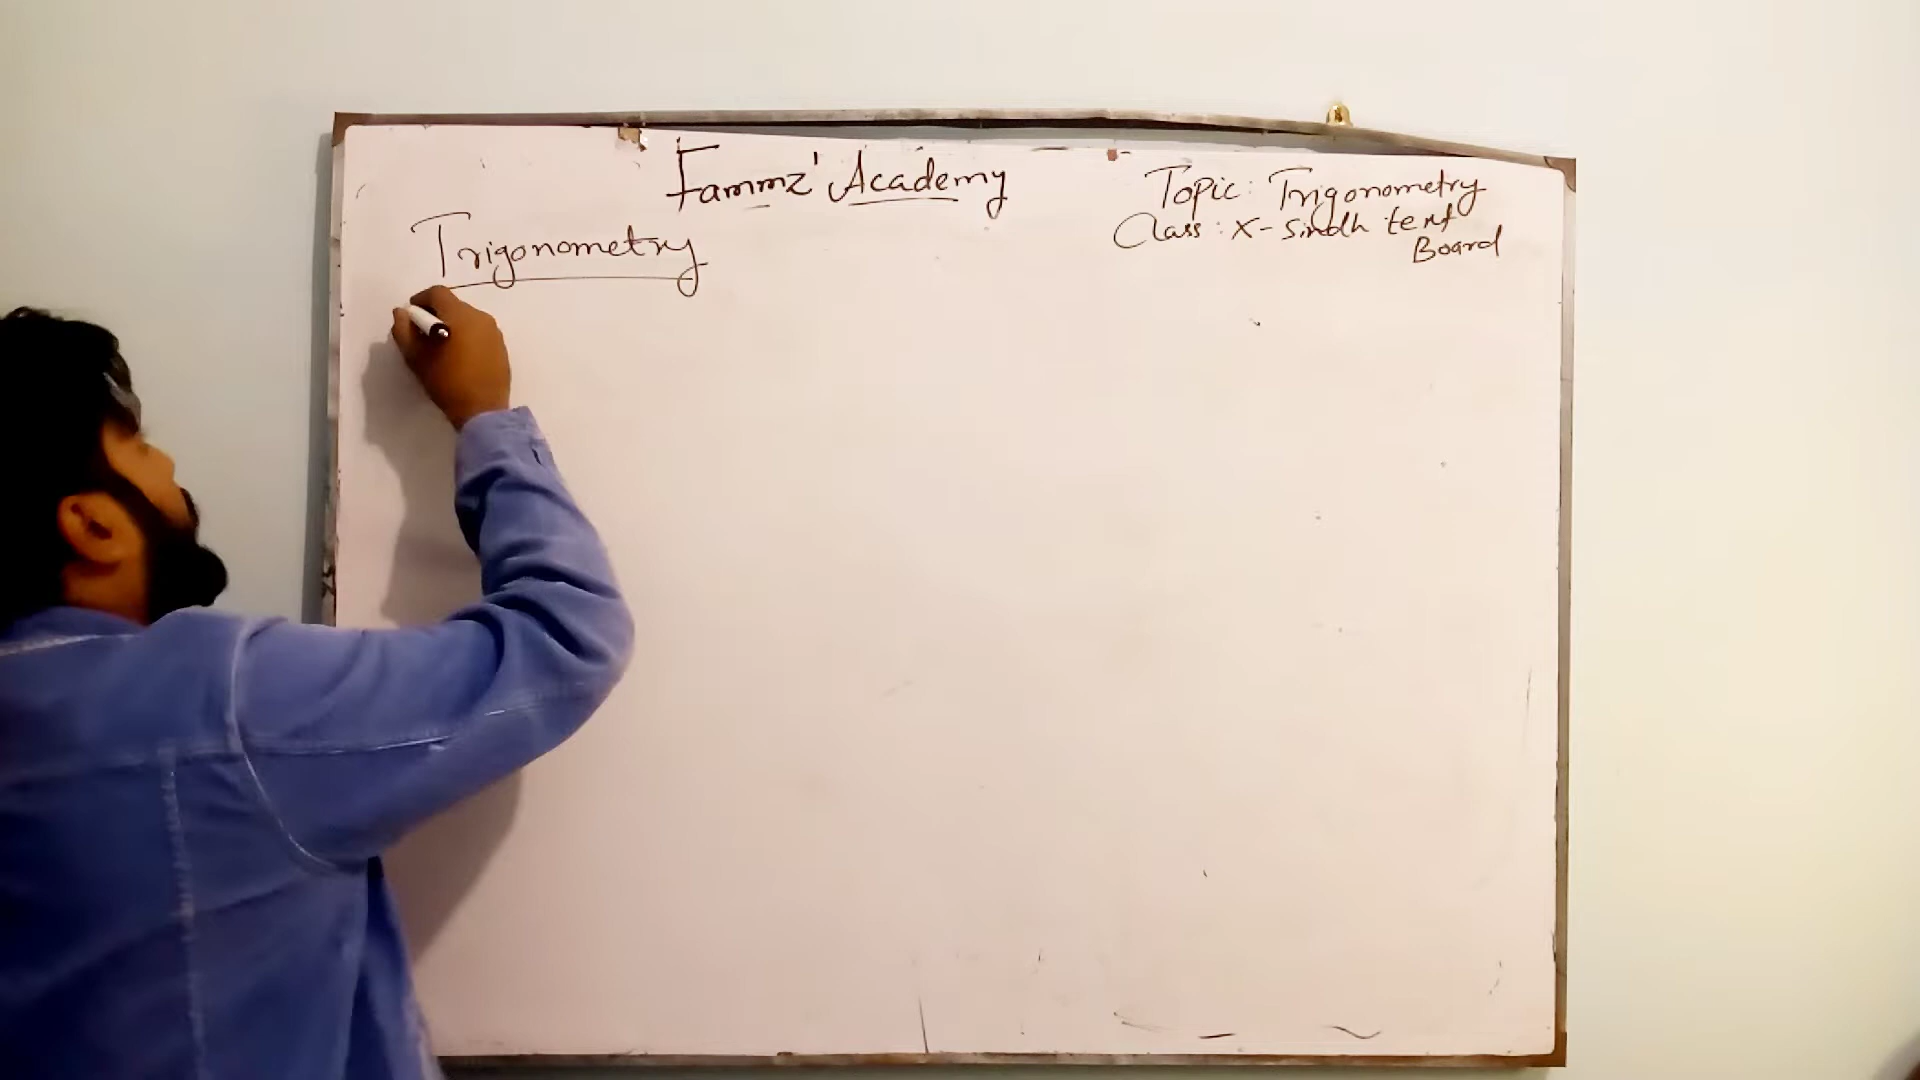 Fammz' Academy
Topic: Trigonometry
Class: X- Sindh text
Board
Trigonometry